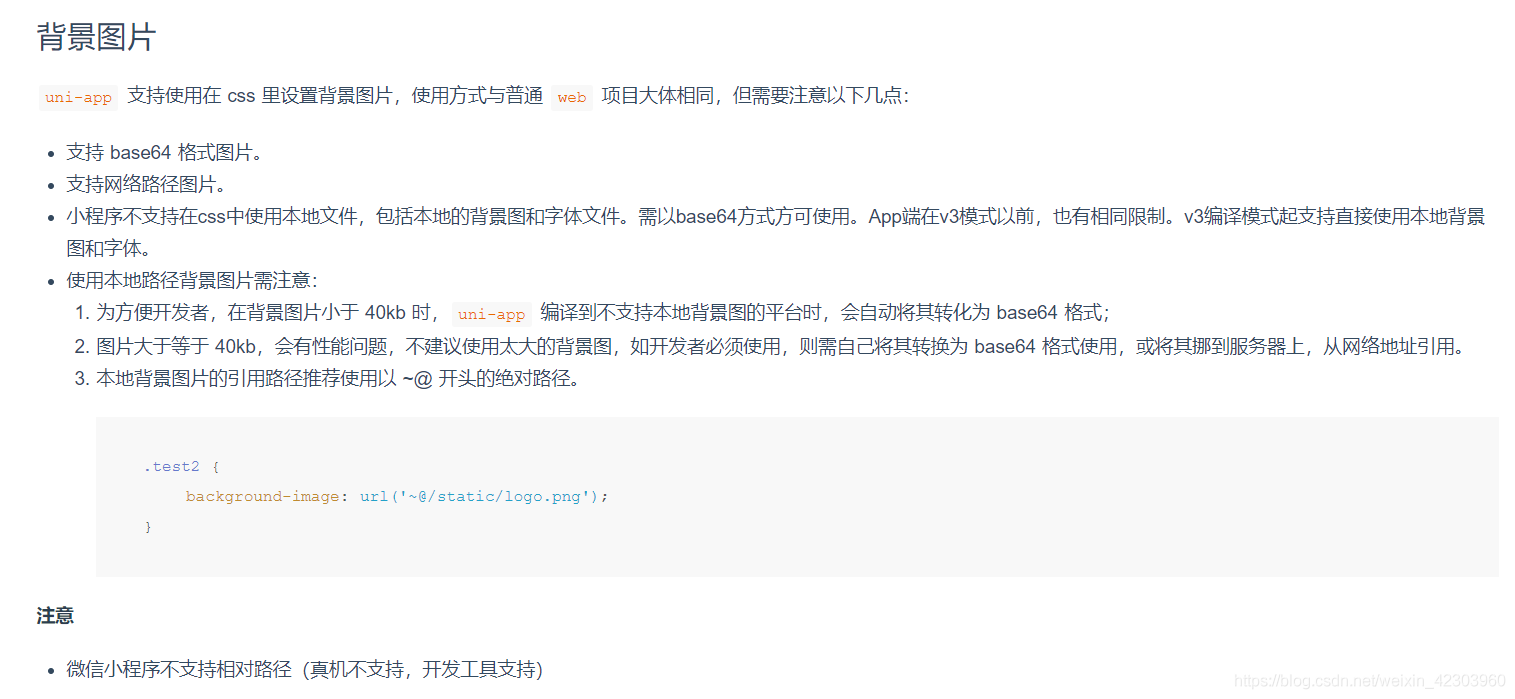 背景图片
uni-app 支持使用在 css 里设置背景图片，使用方式与普通 web 项目大体相同，但需要注意以下几点：
支持 base64 格式图片。
支持网络路径图片。
小程序不支持在css中使用本地文件，包括本地的背景图和字体文件。需以base64方式方可使用。App端在v3模式以前，也有相同限制。v3编译模式起支持直接使用本地背景
图和字体。
使用本地路径背景图片需注意：
1. 为方便开发者，在背景图片小于 40kb 时，uni-app 编译到不支持本地背景图的平台时，会自动将其转化为 base64 格式；
2. 图片大于等于 40kb，会有性能问题，不建议使用太大的背景图，如开发者必须使用，则需自己将其转换为 base64 格式使用，或将其挪到服务器上，从网络地址引用。
3. 本地背景图片的引用路径推荐使用以 ~@ 开头的绝对路径。
.test2 {
background-image: url('~@/static/logo.png');
}
注意
微信小程序不支持相对路径（真机不支持，开发工具支持）
https://blog.csdn.net/weixin_42303960